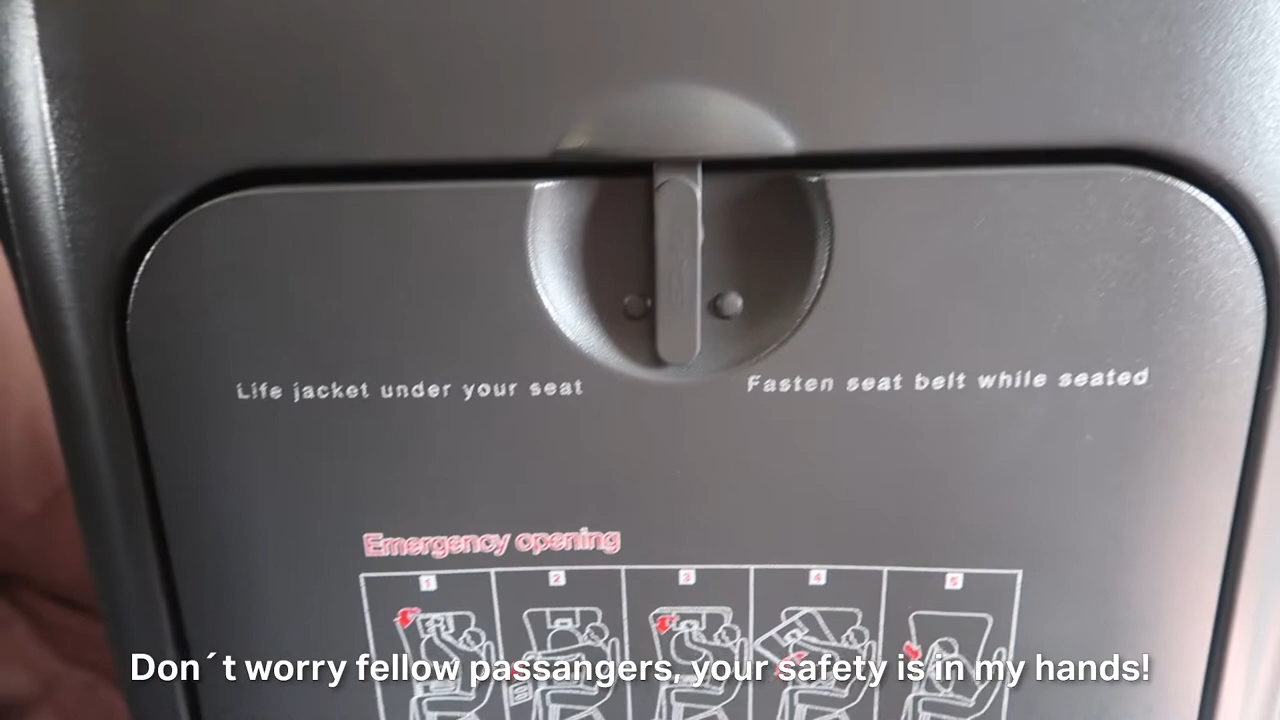 Life jacket under your seat
Fasten seat belt while seated
Emergency opening
1 2 3 4 5
Don´t worry fellow passangers, your safety is in my hands!